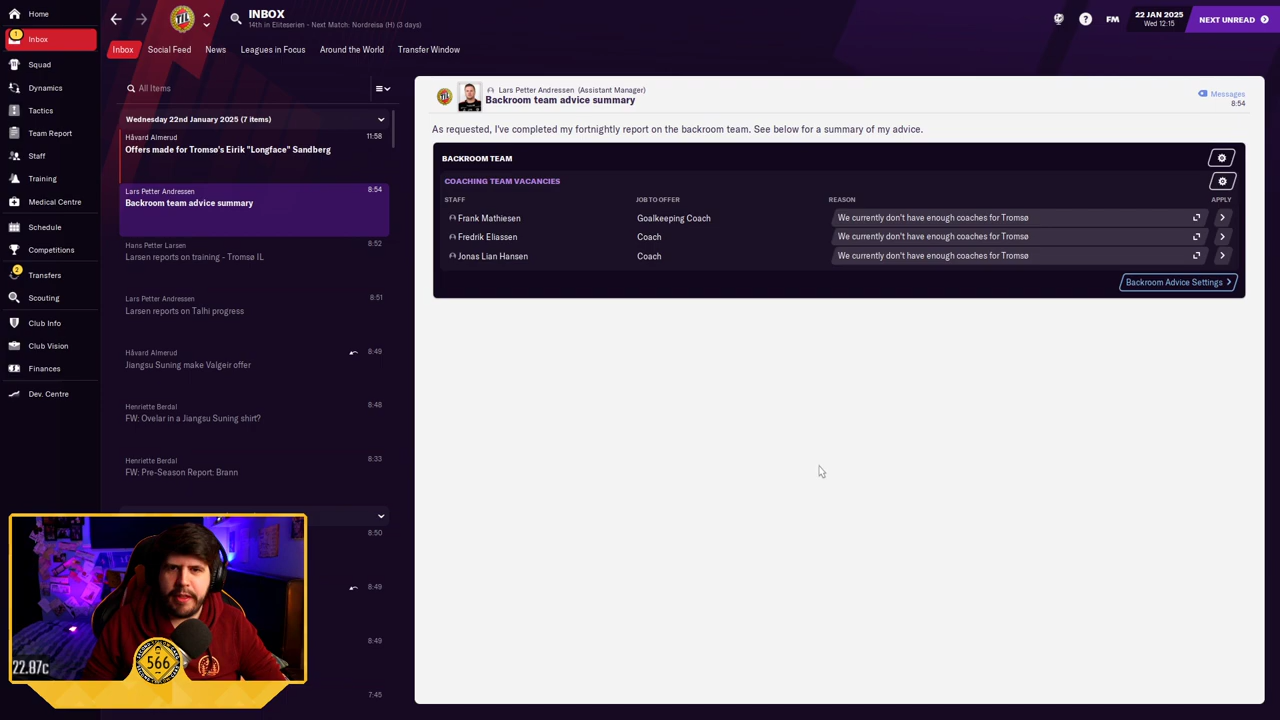 Home
1
Inbox
Squad
Dynamics
Tactics
Team Report
Staff
Training
Medical Centre
Schedule
Competitions
2
Transfers
Scouting
Club Info
Club Vision
Finances
Dev. Centre
TIL
INBOX
14th in Eliteserien - Next Match: Nordreisa (H) (3 days)
?
FM
22 JAN 2025
Wed 12:15
NEXT UNREAD
Inbox
Social Feed
News
Leagues in Focus
Around the World
Transfer Window
All Items
Wednesday 22nd January 2025 (7 items)
Håvard Almerud
11:58
Offers made for Tromsø's Eirik "Longface" Sandberg
Lars Petter Andressen
8:54
Backroom team advice summary
Hans Petter Larsen
8:52
Larsen reports on training - Tromsø IL
Lars Petter Andressen
8:51
Larsen reports on Talhi progress
Håvard Almerud
8:49
Jiangsu Suning make Valgeir offer
Henriette Berdal
8:48
FW: Ovelar in a Jiangsu Suning shirt?
Henriette Berdal
8:33
FW: Pre-Season Report: Brann
8:50
8:49
8:49
7:45
Lars Petter Andressen (Assistant Manager)
Backroom team advice summary
Messages
8:54
As requested, I've completed my fortnightly report on the backroom team. See below for a summary of my advice.
BACKROOM TEAM
COACHING TEAM VACANCIES
STAFF
JOB TO OFFER
REASON
APPLY
Frank Mathiesen
Goalkeeping Coach
We currently don't have enough coaches for Tromsø
Fredrik Eliassen
Coach
We currently don't have enough coaches for Tromsø
Jonas Lian Hansen
Coach
We currently don't have enough coaches for Tromsø
Backroom Advice Settings
22.87c
566